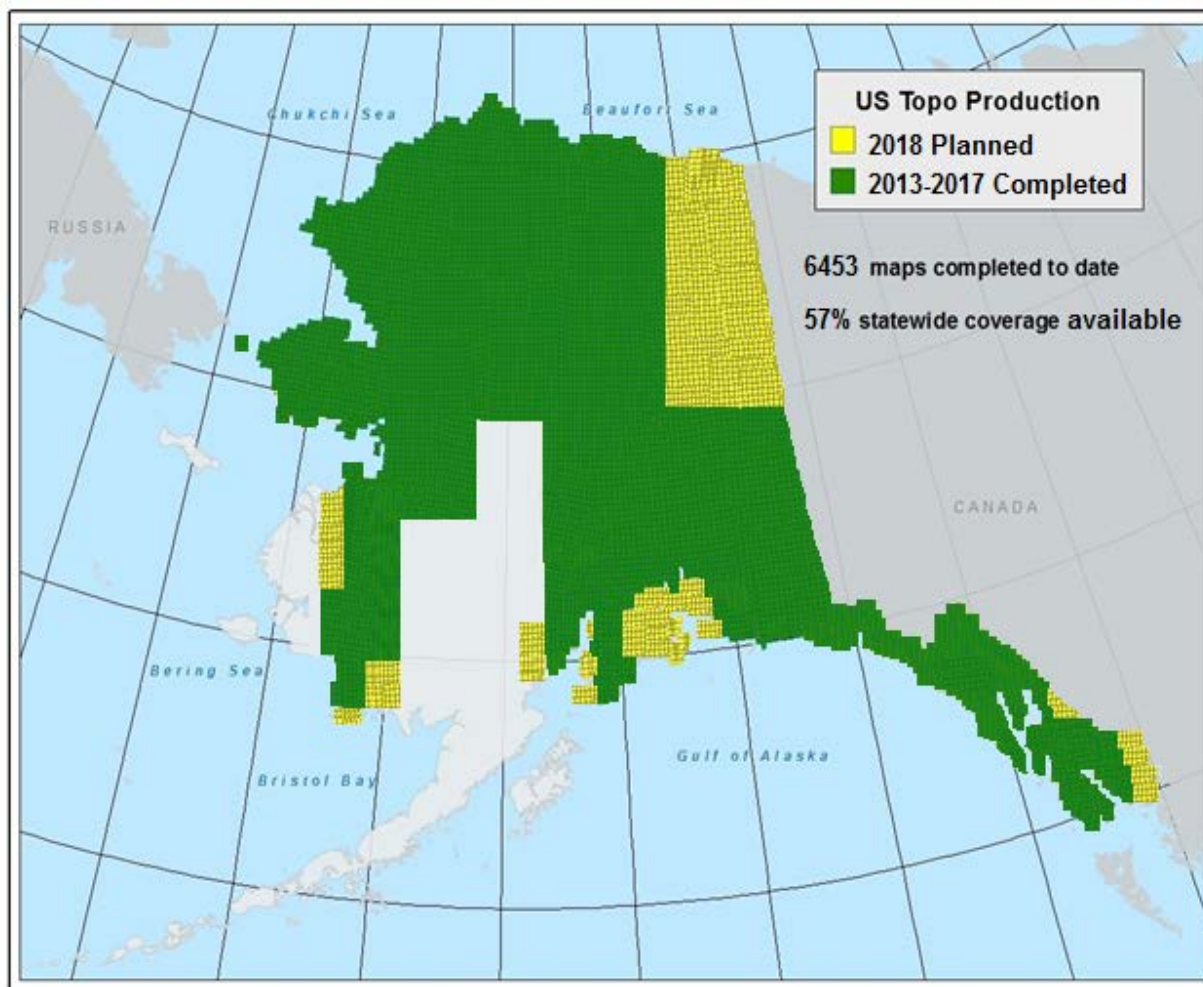 Chukchi Sea
Beaufort Sea
US Topo Production
2018 Planned
2013-2017 Completed
RUSSIA
6453 maps completed to date
57% statewide coverage available
CANADA
Bering Sea
Gulf of Alaska
Bristol Bay